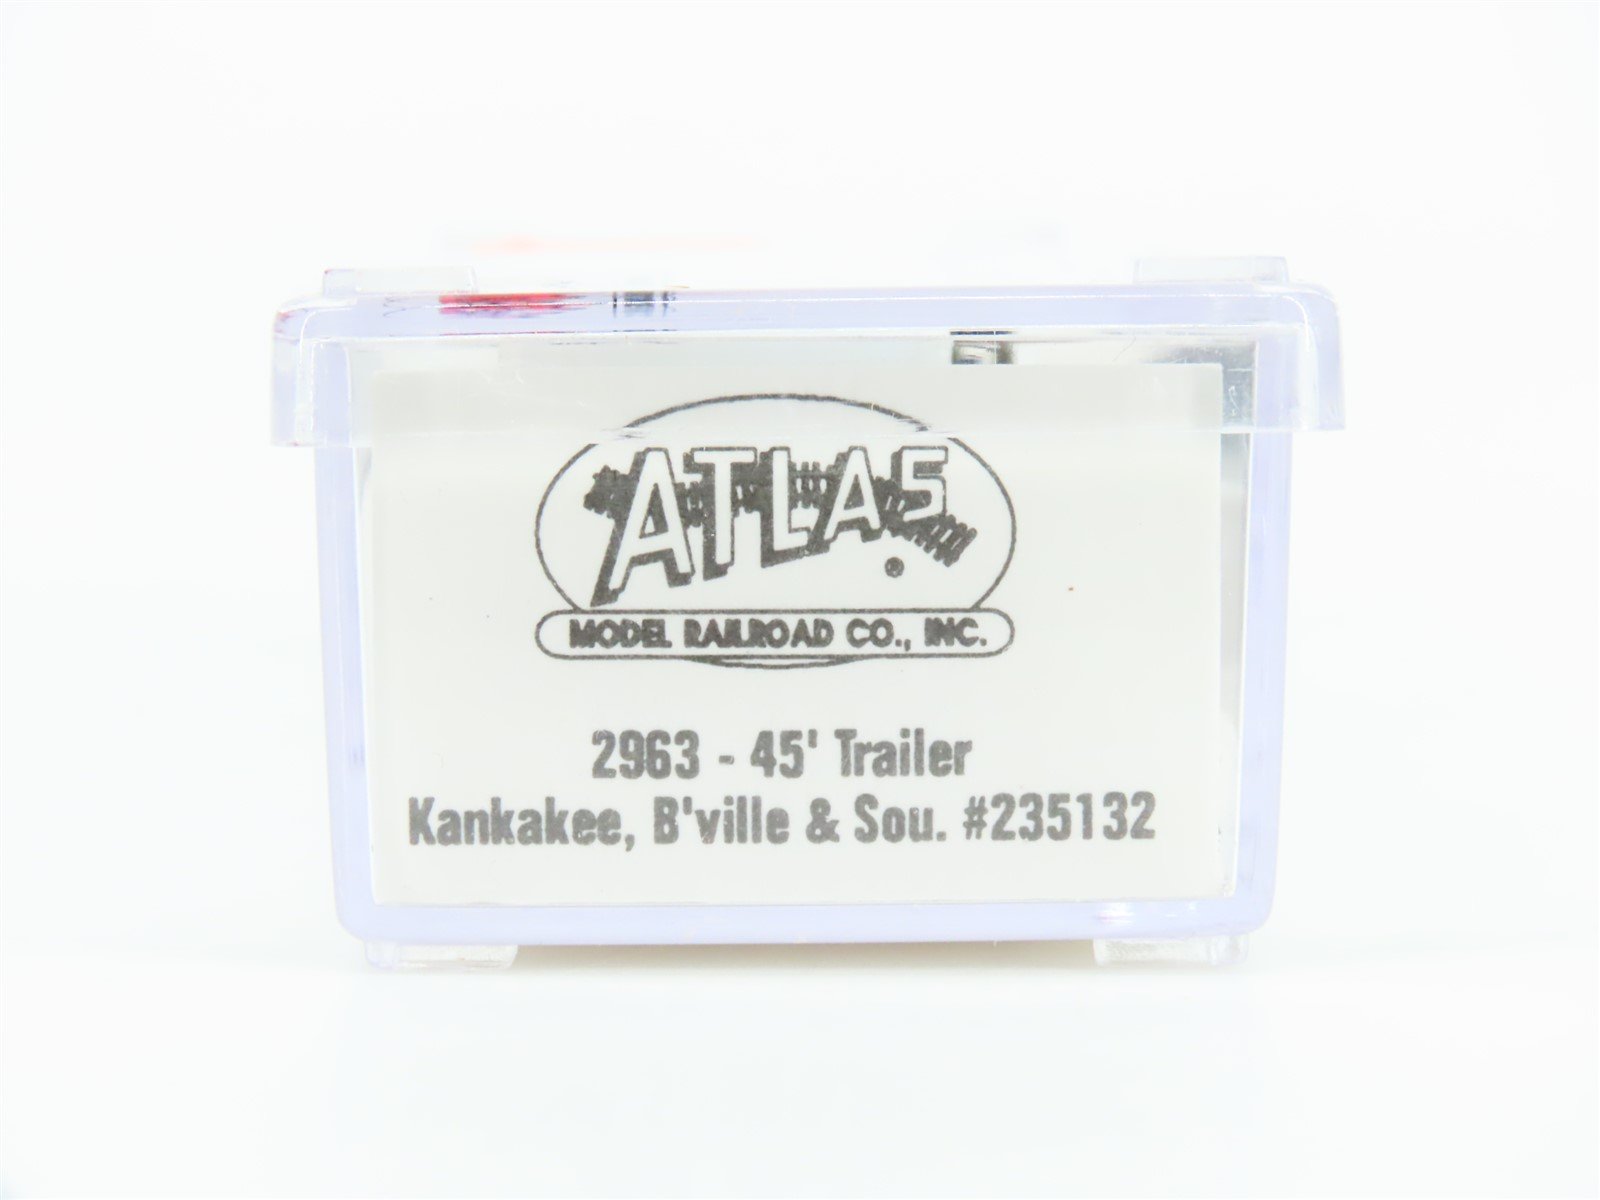 ATLAS®
MODEL RAILROAD CO., INC.
2963 - 45' Trailer
Kankakee, B'ville & Sou. #235132